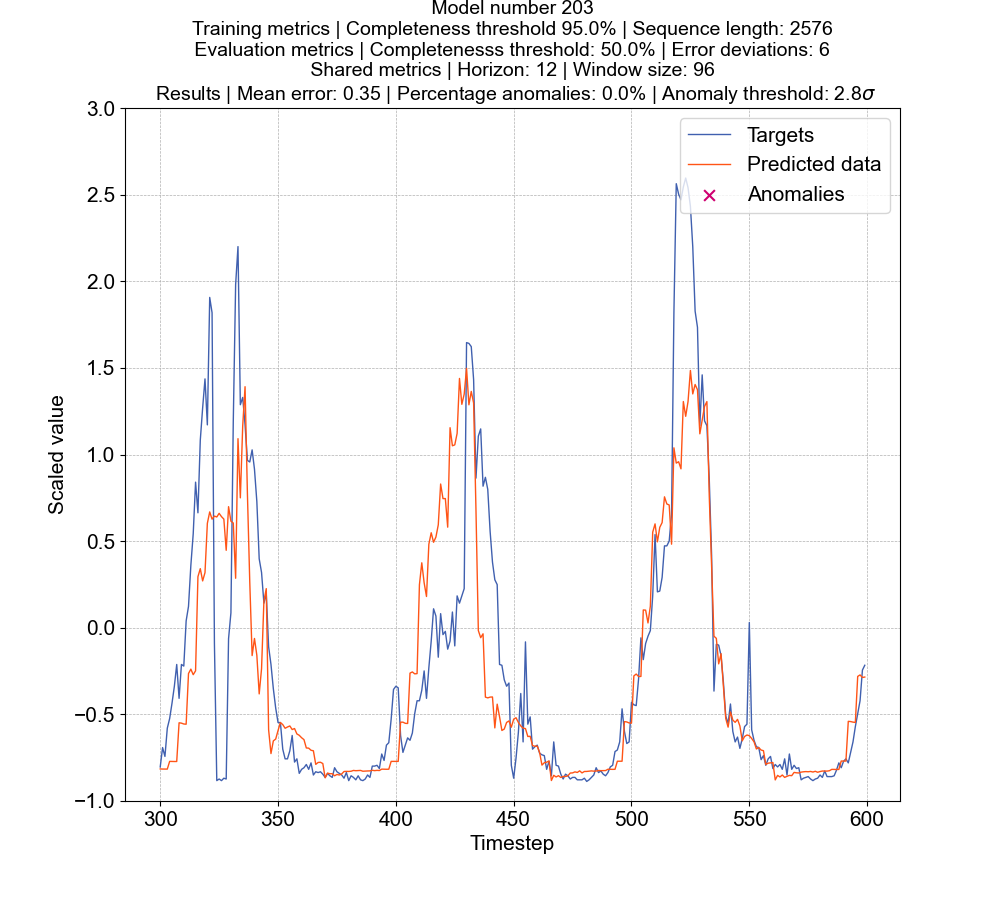 Model number 203
Training metrics | Completeness threshold 95.0% | Sequence length: 2576
Evaluation metrics | Completenesss threshold: 50.0% | Error deviations: 6
Shared metrics | Horizon: 12 | Window size: 96
Results | Mean error: 0.35 | Percentage anomalies: 0.0% | Anomaly threshold: 2.8σ
Targets
Predicted data
Anomalies
Scaled value
3.0
2.5
2.0
1.5
1.0
0.5
0.0
−0.5
−1.0
300 350 400 450 500 550 600
Timestep